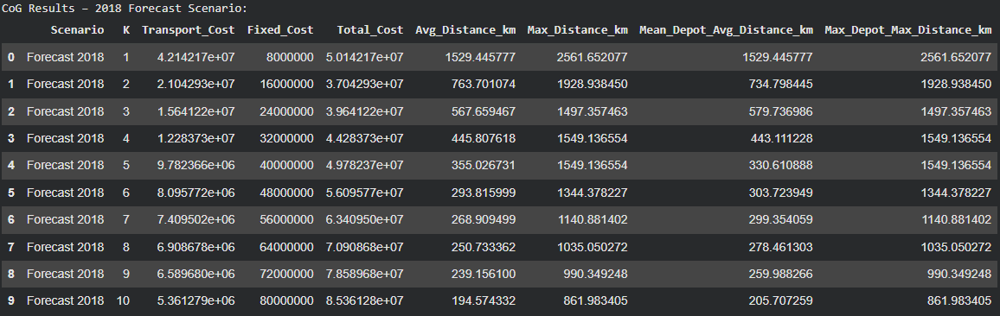 CoG Results – 2018 Forecast Scenario:
Scenario K Transport_Cost Fixed_Cost Total_Cost Avg_Distance_km Max_Distance_km Mean_Depot_Avg_Distance_km Max_Depot_Max_Distance_km
0 Forecast 2018 1 4.214217e+07 8000000 5.014217e+07 1529.445777 2561.652077 1529.445777 2561.652077
1 Forecast 2018 2 2.104293e+07 16000000 3.704293e+07 763.701074 1928.938450 734.798445 1928.938450
2 Forecast 2018 3 1.564122e+07 24000000 3.964122e+07 567.659467 1497.357463 579.736986 1497.357463
3 Forecast 2018 4 1.228373e+07 32000000 4.428373e+07 445.807618 1549.136554 443.111228 1549.136554
4 Forecast 2018 5 9.782366e+06 40000000 4.978237e+07 355.026731 1549.136554 330.610888 1549.136554
5 Forecast 2018 6 8.095772e+06 48000000 5.609577e+07 293.815999 1344.378227 303.723949 1344.378227
6 Forecast 2018 7 7.409502e+06 56000000 6.340950e+07 268.909499 1140.881402 299.354059 1140.881402
7 Forecast 2018 8 6.908678e+06 64000000 7.090868e+07 250.733362 1035.050272 278.461303 1035.050272
8 Forecast 2018 9 6.589680e+06 72000000 7.858968e+07 239.156100 990.349248 259.988266 990.349248
9 Forecast 2018 10 5.361279e+06 80000000 8.536128e+07 194.574332 861.983405 205.707259 861.983405